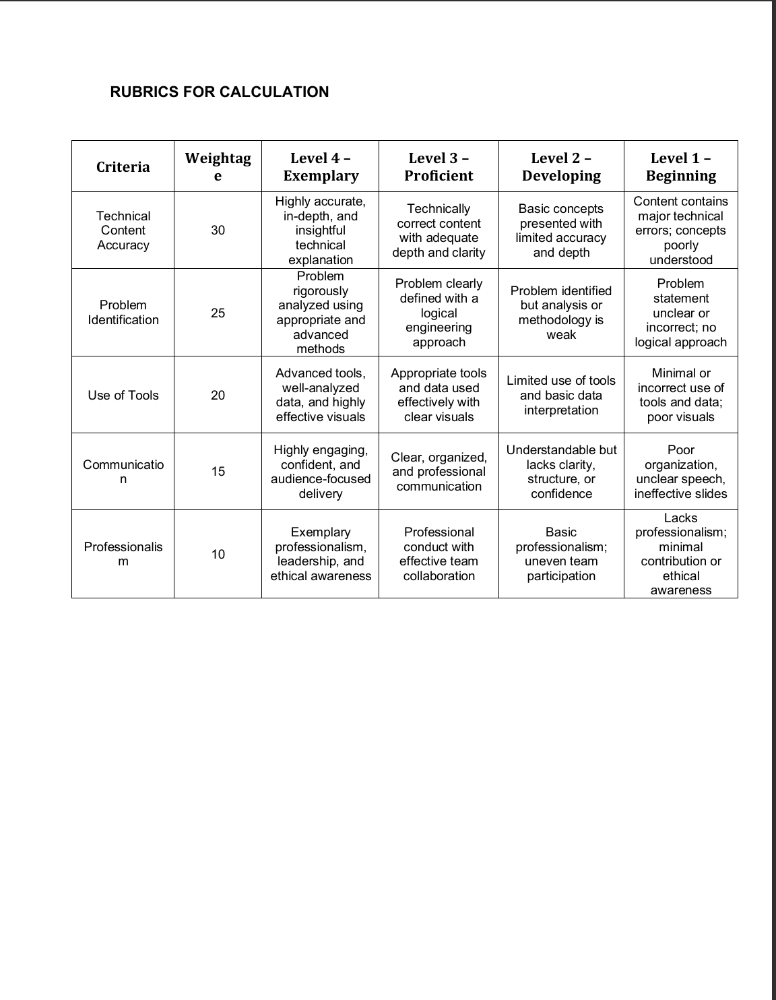 RUBRICS FOR CALCULATION
Criteria
Weightag
e
Level 4 –
Exemplary
Level 3 –
Proficient
Level 2 –
Developing
Level 1 –
Beginning
Technical
Content
Accuracy
30
Highly accurate,
in-depth, and
insightful
technical
explanation
Technically
correct content
with adequate
depth and clarity
Basic concepts
presented with
limited accuracy
and depth
Content contains
major technical
errors; concepts
poorly
understood
Problem
Identification
25
Problem
rigorously
analyzed using
appropriate and
advanced
methods
Problem clearly
defined with a
logical
engineering
approach
Problem identified
but analysis or
methodology is
weak
Problem
statement
unclear or
incorrect; no
logical approach
Use of Tools
20
Advanced tools,
well-analyzed
data, and highly
effective visuals
Appropriate tools
and data used
effectively with
clear visuals
Limited use of tools
and basic data
interpretation
Minimal or
incorrect use of
tools and data;
poor visuals
Communicatio
n
15
Highly engaging,
confident, and
audience-focused
delivery
Clear, organized,
and professional
communication
Understandable but
lacks clarity,
structure, or
confidence
Poor
organization,
unclear speech,
ineffective slides
Professionalis
m
10
Exemplary
professionalism,
leadership, and
ethical awareness
Professional
conduct with
effective team
collaboration
Basic
professionalism;
uneven team
participation
Lacks
professionalism;
minimal
contribution or
ethical
awareness